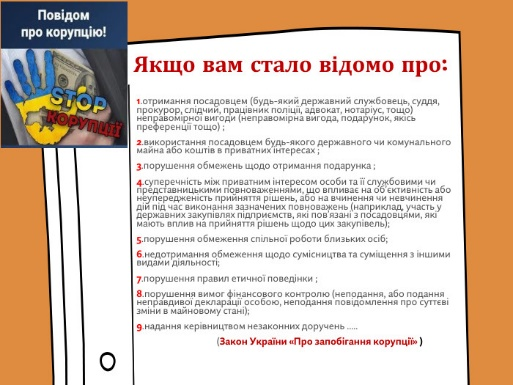 Повідом
про корупцію!
STOP
КОРУПЦІЇ
Якщо вам стало відомо про:
1.отримання посадовцем (будь-який державний службовець, суддя,
прокурор, слідчий, працівник поліції, адвокат, нотаріус, тощо)
неправомірної вигоди (неправомірна вигода, подарунок, якісь
преференції тощо) ;
2.використання посадовцем будь-якого державного чи комунального
майна або коштів в приватних інтересах ;
3.порушення обмежень щодо отримання подарунка ;
4.суперечність між приватним інтересом особи та її службовими чи
представницькими повноваженнями, що впливає на об'єктивність або
неупередженість прийняття рішень, або на вчинення чи невчинення
дій під час виконання зазначених повноважень (наприклад, участь у
державних закупівлях підприємств, які пов'язані з посадовцями, які
мають вплив на прийняття рішень щодо цих закупівель);
5.порушення обмеження спільної роботи близьких осіб;
6.недотримання обмеження щодо сумісництва та суміщення з іншими
видами діяльності;
7.порушення правил етичної поведінки ;
8.порушення вимог фінансового контролю (неподання, або подання
неправдивої декларації особою, неподання повідомлення про суттєві
зміни в майновому стані);
9.надання керівництвом незаконних доручень .....
(Закон України «Про запобігання корупції» )